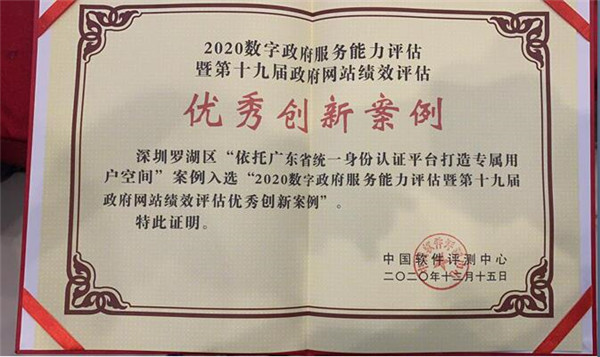 2020数字政府服务能力评估
暨第十九届政府网站绩效评估
优秀创新案例
深圳罗湖区“依托广东省统一身份认证平台打造专属用
户空间”案例入选“2020数字政府服务能力评估暨第十九届
政府网站绩效评估优秀创新案例”。
特此证明。
中国软件评测中心
二〇二〇年十二月十五日